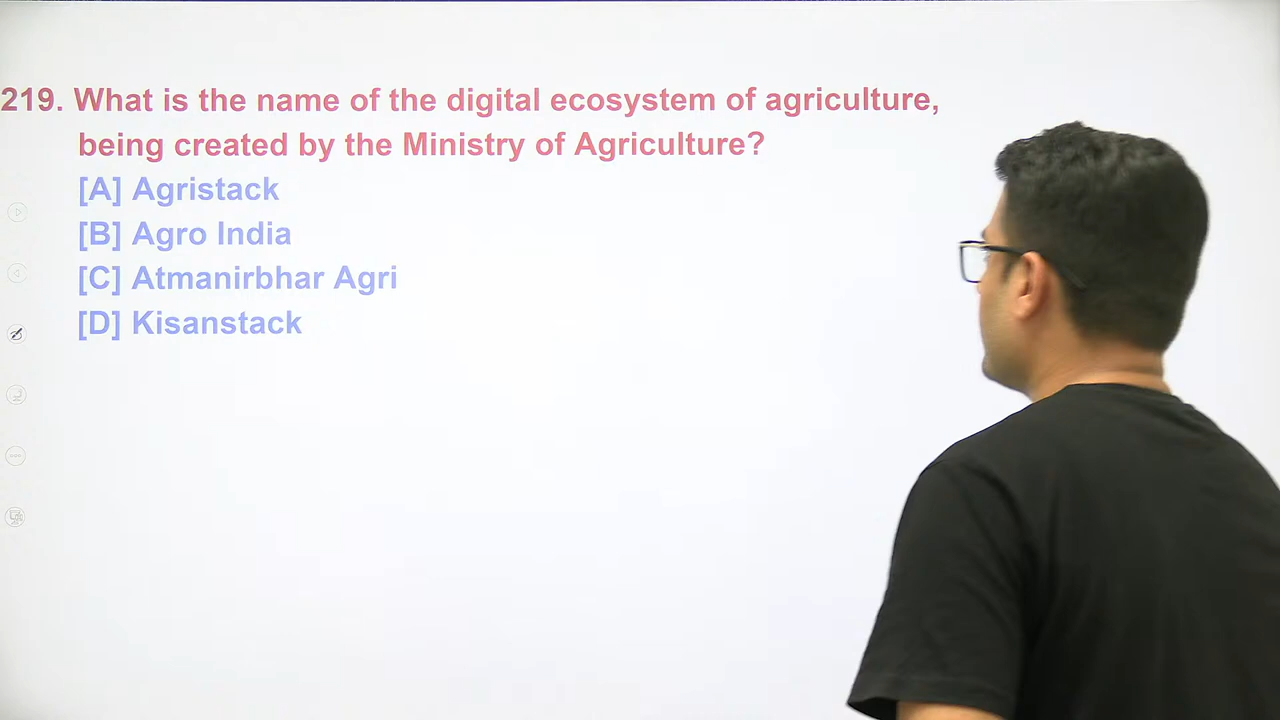 219. What is the name of the digital ecosystem of agriculture,
being created by the Ministry of Agriculture?
[A] Agristack
[B] Agro India
[C] Atmanirbhar Agri
[D] Kisanstack